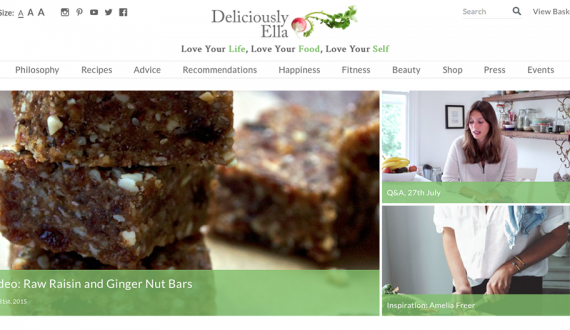 Size: A A A
Search
View Bask
Deliciously
Ella
Love Your Life, Love Your Food, Love Your Self
Philosophy Recipes Advice Recommendations Happiness Fitness Beauty Shop Press Events
Q&A, 27th July
deo: Raw Raisin and Ginger Nut Bars
2015
Inspiration: Amelia Freer